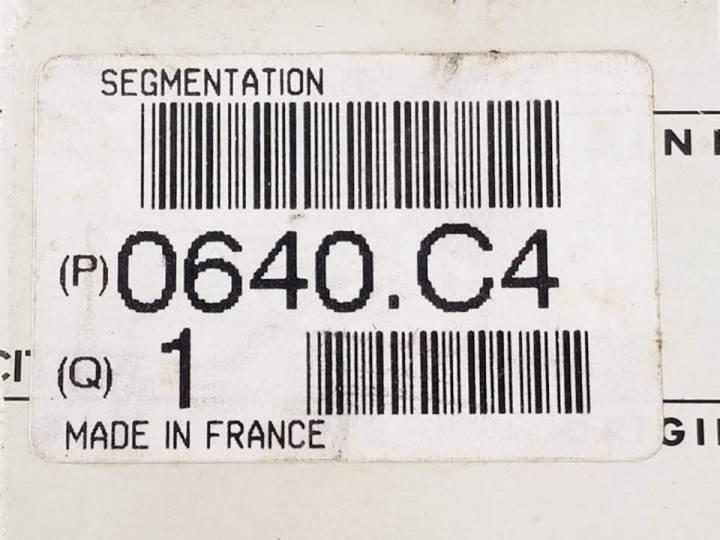 SEGMENTATION
(P) 0640.C4
(Q) 1
MADE IN FRANCE